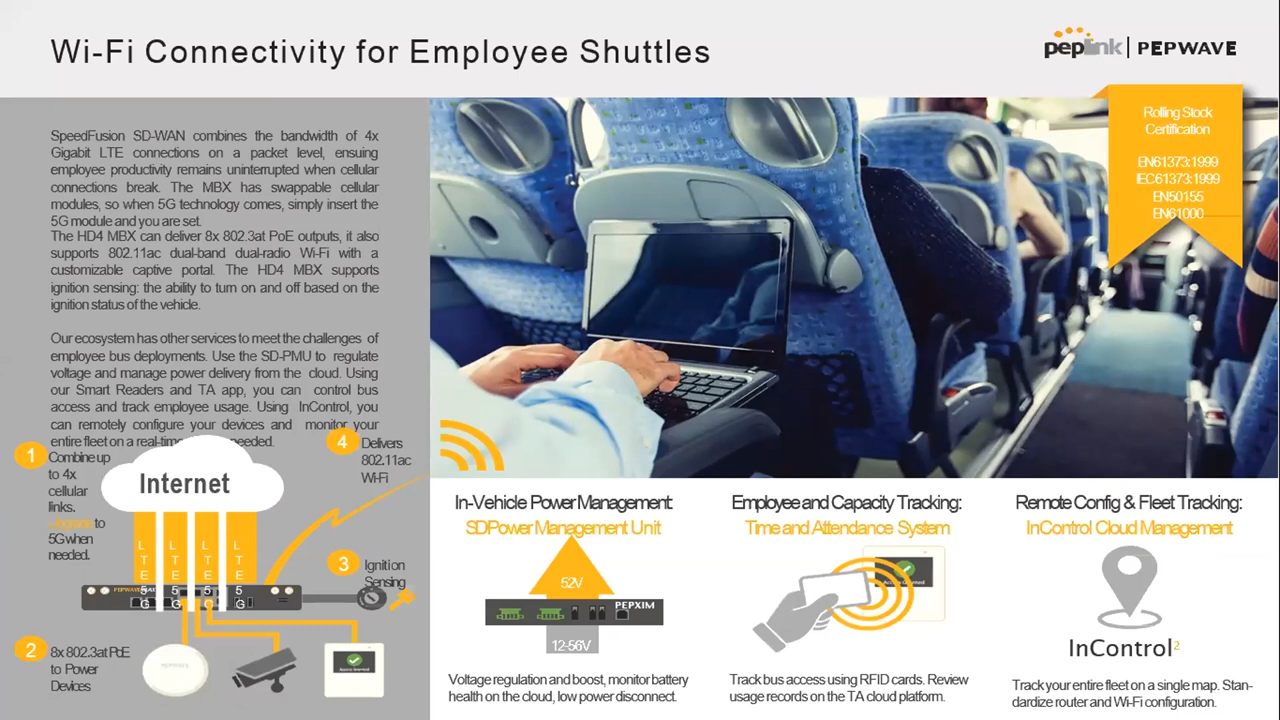 Wi-Fi Connectivity for Employee Shuttles
peplink | PEPWAVE
SpeedFusion SD-WAN combines the bandwidth of 4x
Gigabit LTE connections on a packet level, ensuing
employee productivity remains uninterrupted when cellular
connections break. The MBX has swappable cellular
modules, so when 5G technology comes, simply insert the
5G module and you are set.
The HD4 MBX can deliver 8x 802.3at PoE outputs, it also
supports 802.11ac dual-band dual-radio Wi-Fi with a
customizable captive portal. The HD4 MBX supports
ignition sensing: the ability to turn on and off based on the
ignition status of the vehicle.
Our ecosystem has other services to meet the challenges of
employee bus deployments. Use the SD-PMU to regulate
voltage and manage power delivery from the cloud. Using
our Smart Readers and TA app, you can control bus
access and track employee usage. Using InControl, you
can remotely configure your devices and monitor your
entire fleet on a real-time needed.
1
Combine up
to 4x
cellular
links.
Upgrade to
5G when
needed.
Internet
4
Delivers
802.11ac
Wi-Fi
LTE
LTE
LTE
LTE
5G
5G
5G
5G
PEPWAVE
3
Ignition
Sensing
2
8x 802.3at PoE
to Power
Devices
PEPWAVE
Access Granted
Rolling Stock
Certification
EN61373:1999
IEC61373:1999
EN50155
EN61000
In-Vehicle Power Management:
SDPower Management Unit
52V
PEPXIM
12-56V
Voltage regulation and boost, monitor battery
health on the cloud, low power disconnect.
Employee and Capacity Tracking:
Time and Attendance System
Access Granted
Track bus access using RFID cards. Review
usage records on the TA cloud platform.
Remote Config & Fleet Tracking:
InControl Cloud Management
InControl2
Track your entire fleet on a single map. Stan-
dardize router and Wi-Fi configuration.